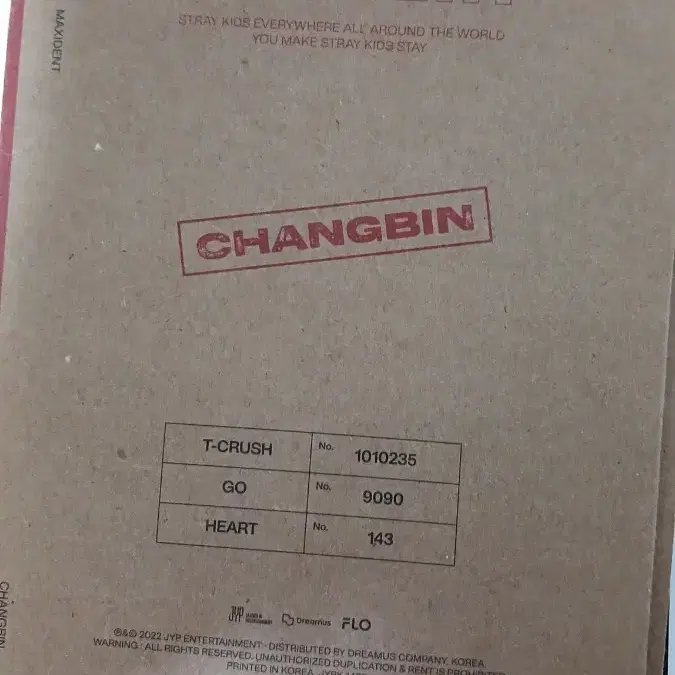 MAXIDENT
STRAY KIDS EVERYWHERE ALL AROUND THE WORLD
YOU MAKE STRAY KIDS STAY
CHANGBIN
T-CRUSH No. 1010235
GO No. 9090
HEART No. 143
CHANGBIN
JYP Dreamus FLO
℗&© 2022 JYP ENTERTAINMENT · DISTRIBUTED BY DREAMUS COMPANY, KOREA.
WARNING : ALL RIGHTS RESERVED. UNAUTHORIZED DUPLICATION & RENT IS PROHIBITED
PRINTED IN KOREA.